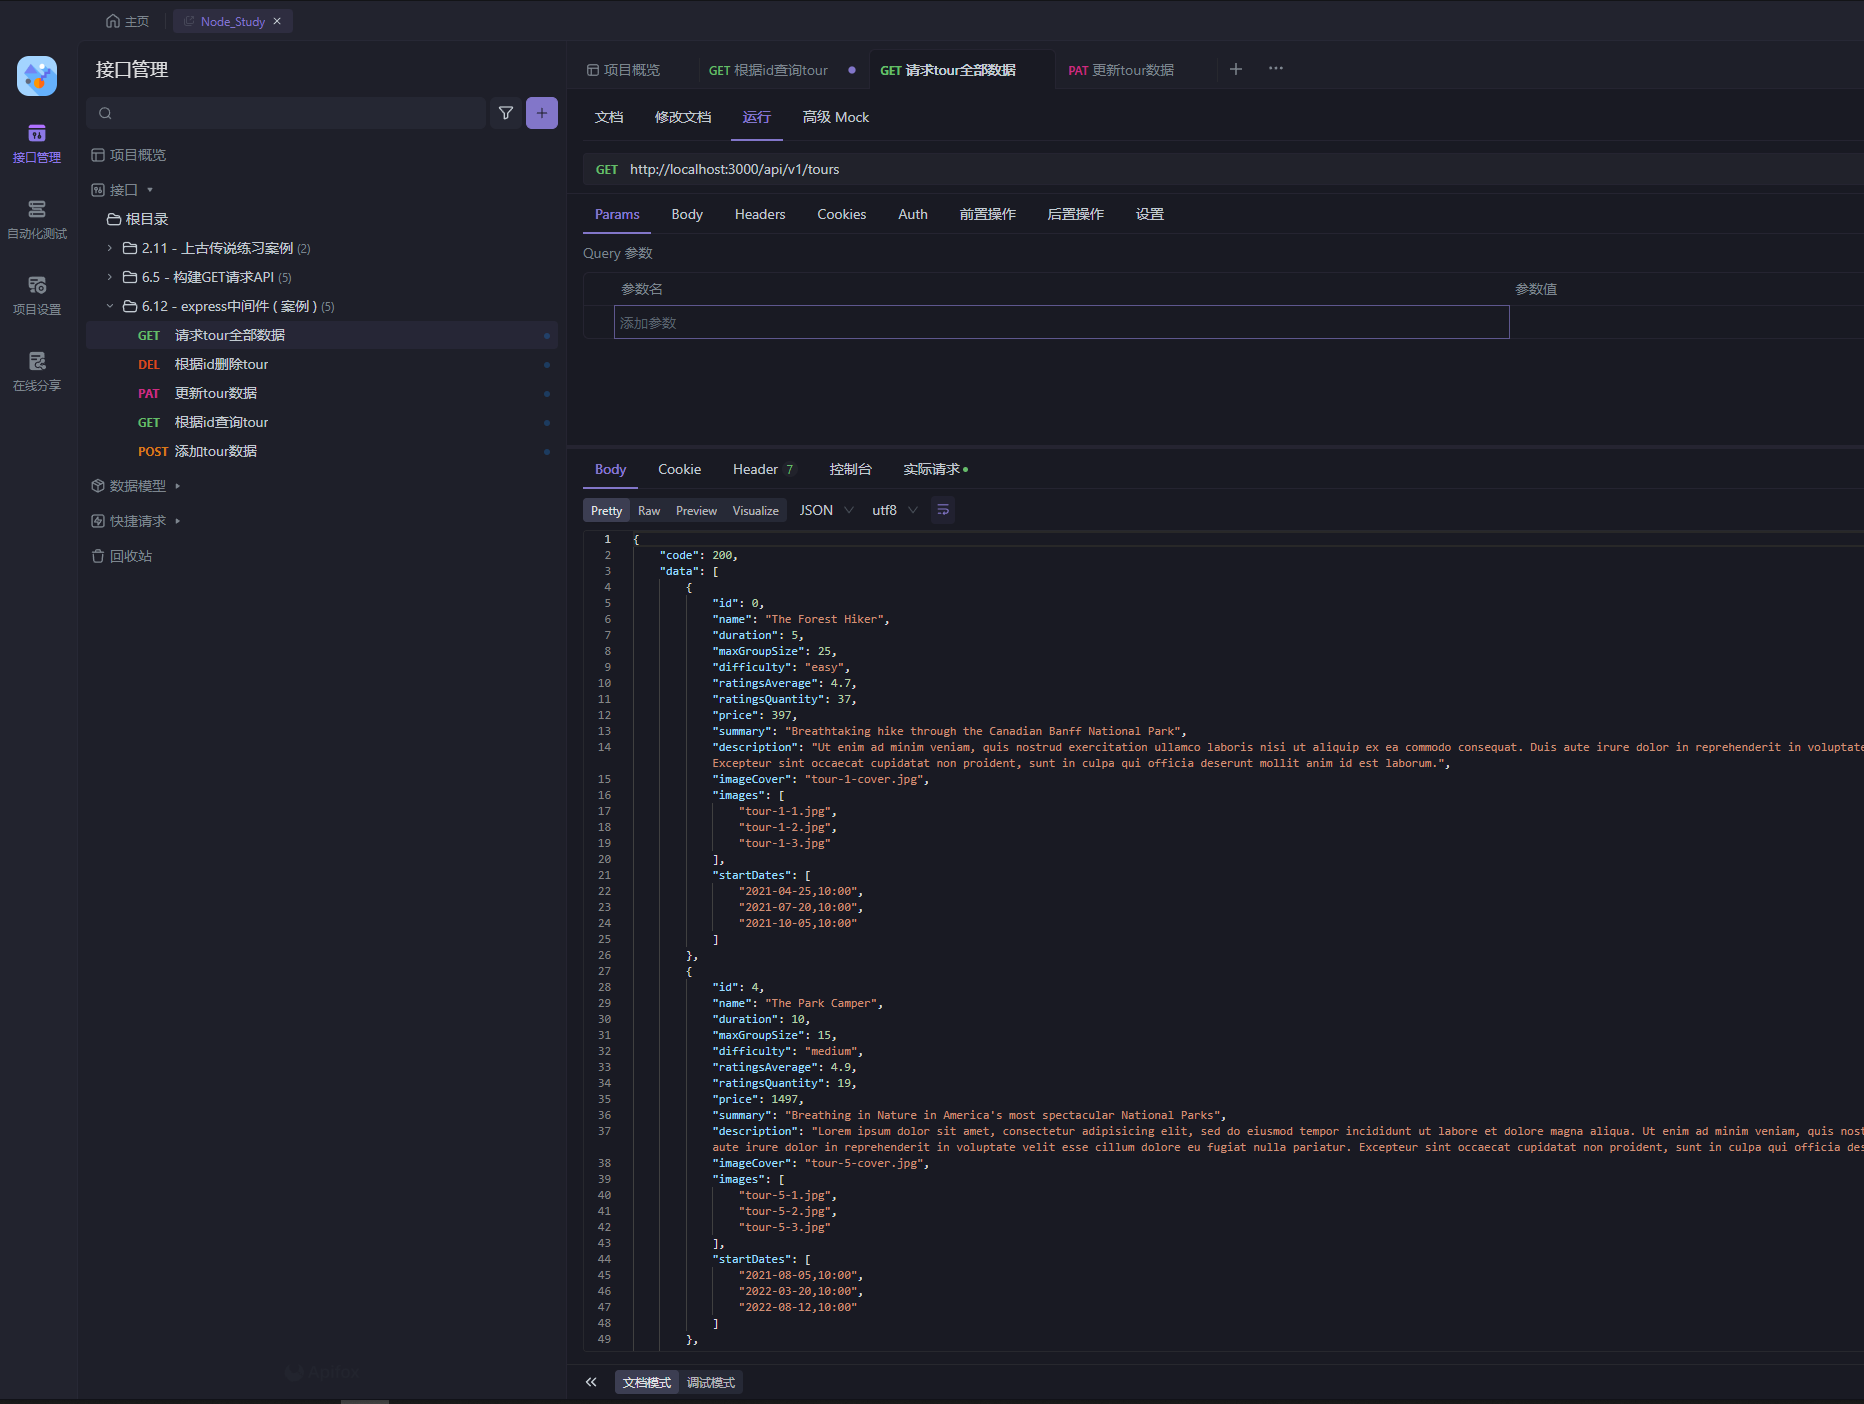 主页
Node_Study
接口管理
接口管理
自动化测试
项目设置
在线分享
项目概览
接口
根目录
2.11 - 上古传说练习案例 (2)
6.5 - 构建GET请求API (5)
6.12 - express中间件 ( 案例 ) (5)
GET 请求tour全部数据
DEL 根据id删除tour
PAT 更新tour数据
GET 根据id查询tour
POST 添加tour数据
数据模型
快捷请求
回收站
Apifox
项目概览 GET 根据id查询tour GET 请求tour全部数据 PAT 更新tour数据
文档 修改文档 运行 高级 Mock
GET http://localhost:3000/api/v1/tours
Params Body Headers Cookies Auth 前置操作 后置操作 设置
Query 参数
参数名 参数值
添加参数
Body Cookie Header 7 控制台 实际请求
Pretty Raw Preview Visualize JSON utf8
1 {
2 "code": 200,
3 "data": [
4 {
5 "id": 0,
6 "name": "The Forest Hiker",
7 "duration": 5,
8 "maxGroupSize": 25,
9 "difficulty": "easy",
10 "ratingsAverage": 4.7,
11 "ratingsQuantity": 37,
12 "price": 397,
13 "summary": "Breathtaking hike through the Canadian Banff National Park",
14 "description": "Ut enim ad minim veniam, quis nostrud exercitation ullamco laboris nisi ut aliquip ex ea commodo consequat. Duis aute irure dolor in reprehenderit in voluptate
Excepteur sint occaecat cupidatat non proident, sunt in culpa qui officia deserunt mollit anim id est laborum.",
15 "imageCover": "tour-1-cover.jpg",
16 "images": [
17 "tour-1-1.jpg",
18 "tour-1-2.jpg",
19 "tour-1-3.jpg"
20 ],
21 "startDates": [
22 "2021-04-25,10:00",
23 "2021-07-20,10:00",
24 "2021-10-05,10:00"
25 ]
26 },
27 {
28 "id": 4,
29 "name": "The Park Camper",
30 "duration": 10,
31 "maxGroupSize": 15,
32 "difficulty": "medium",
33 "ratingsAverage": 4.9,
34 "ratingsQuantity": 19,
35 "price": 1497,
36 "summary": "Breathing in Nature in America's most spectacular National Parks",
37 "description": "Lorem ipsum dolor sit amet, consectetur adipisicing elit, sed do eiusmod tempor incididunt ut labore et dolore magna aliqua. Ut enim ad minim veniam, quis nost
aute irure dolor in reprehenderit in voluptate velit esse cillum dolore eu fugiat nulla pariatur. Excepteur sint occaecat cupidatat non proident, sunt in culpa qui officia des
38 "imageCover": "tour-5-cover.jpg",
39 "images": [
40 "tour-5-1.jpg",
41 "tour-5-2.jpg",
42 "tour-5-3.jpg"
43 ],
44 "startDates": [
45 "2021-08-05,10:00",
46 "2022-03-20,10:00",
47 "2022-08-12,10:00"
48 ]
49 },
文档模式 调试模式